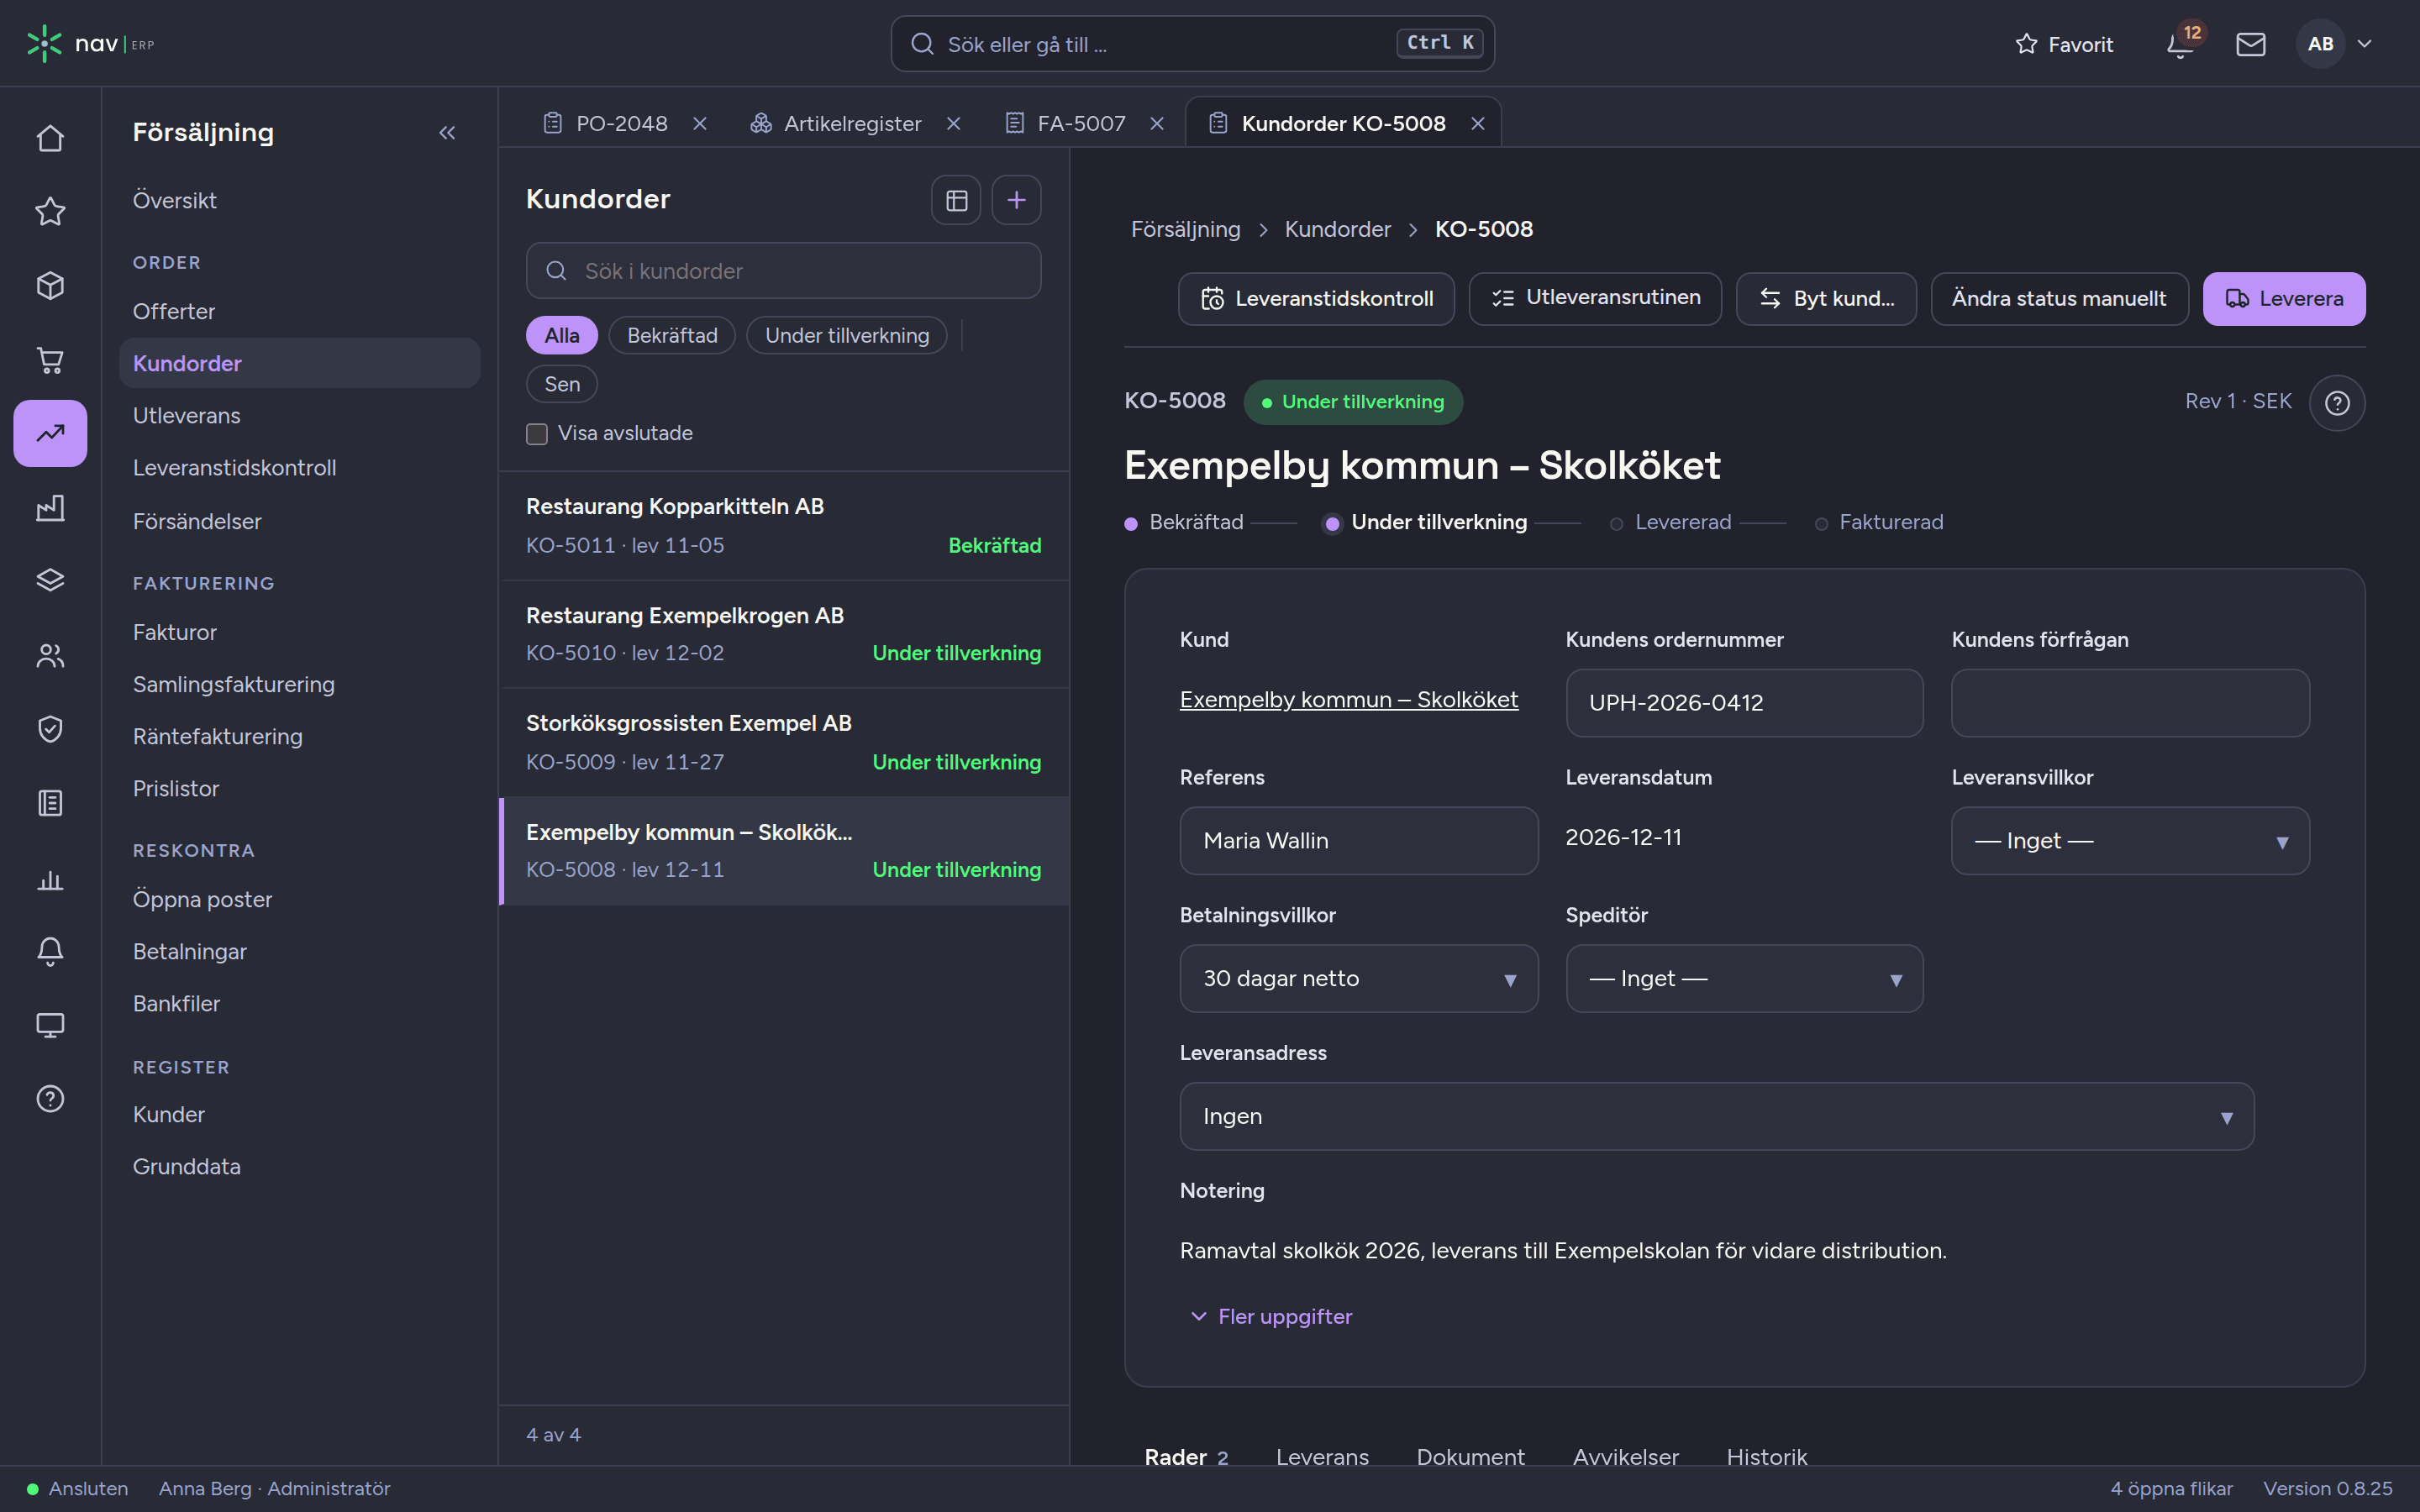 nav ERP
Sök eller gå till ...
Ctrl K
Favorit
12
AB
Försäljning
Översikt
ORDER
Offerter
Kundorder
Utleverans
Leveranstidskontroll
Försändelser
FAKTURERING
Fakturor
Samlingsfakturering
Räntefakturering
Prislistor
RESKONTRA
Öppna poster
Betalningar
Bankfiler
REGISTER
Kunder
Grunddata
PO-2048
Artikelregister
FA-5007
Kundorder KO-5008
Kundorder
Sök i kundorder
Alla
Bekräftad
Under tillverkning
Sen
Visa avslutade
Restaurang Kopparkitteln AB
KO-5011 · lev 11-05
Bekräftad
Restaurang Exempelkrogen AB
KO-5010 · lev 12-02
Under tillverkning
Storköksgrossisten Exempel AB
KO-5009 · lev 11-27
Under tillverkning
Exempelby kommun – Skolkök...
KO-5008 · lev 12-11
Under tillverkning
4 av 4
Försäljning
Kundorder
KO-5008
Leveranstidskontroll
Utleveransrutinen
Byt kund...
Ändra status manuellt
Leverera
KO-5008
Under tillverkning
Rev 1 · SEK
Exempelby kommun – Skolköket
Bekräftad
Under tillverkning
Levererad
Fakturerad
Kund
Exempelby kommun – Skolköket
Kundens ordernummer
UPH-2026-0412
Kundens förfrågan
Referens
Maria Wallin
Leveransdatum
2026-12-11
Leveransvillkor
— Inget —
Betalningsvillkor
30 dagar netto
Speditör
— Inget —
Leveransadress
Ingen
Notering
Ramavtal skolkök 2026, leverans till Exempelskolan för vidare distribution.
Fler uppgifter
Rader 2
Leverans
Dokument
Avvikelser
Historik
Ansluten
Anna Berg · Administratör
4 öppna flikar
Version 0.8.25